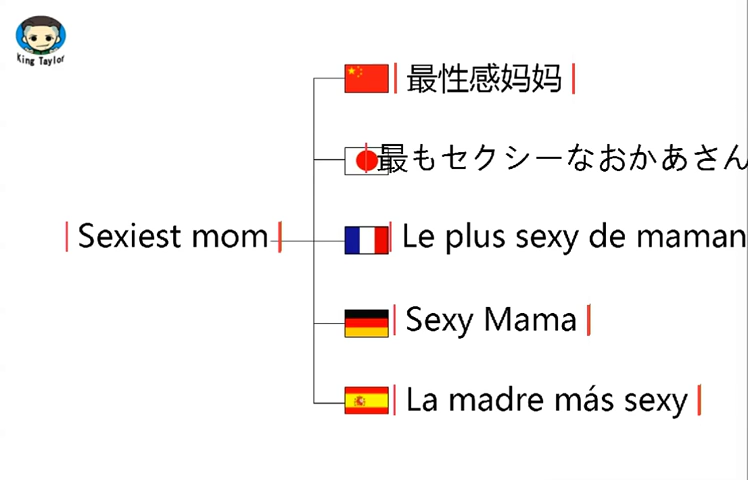 King Taylor
最性感妈妈
最もセクシーなおかあさん
Sexiest mom
Le plus sexy de maman
Sexy Mama
La madre más sexy